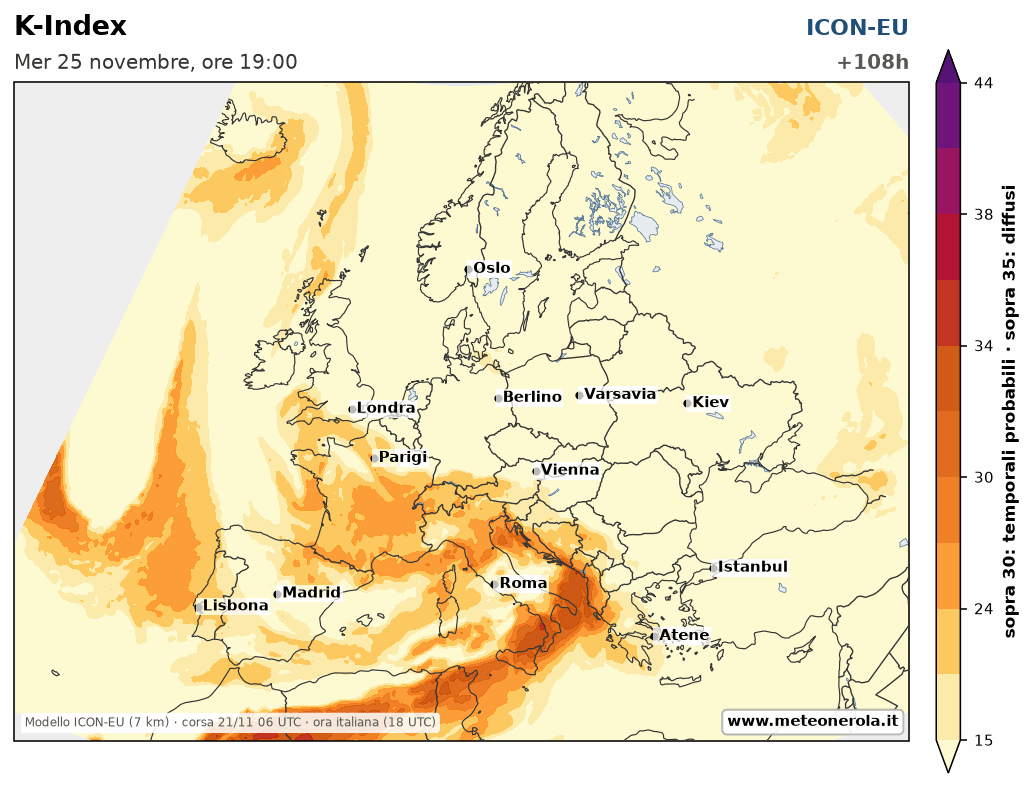 K-Index
ICON-EU
Mer 25 novembre, ore 19:00
+108h
Oslo
Londra
Berlino
Varsavia
Kiev
Parigi
Vienna
Istanbul
Roma
Madrid
Lisbona
Atene
Modello ICON-EU (7 km) · corsa 21/11 06 UTC · ora italiana (18 UTC)
www.meteonerola.it
44
38
34
30
24
15
sopra 30: temporali probabili · sopra 35: diffusi